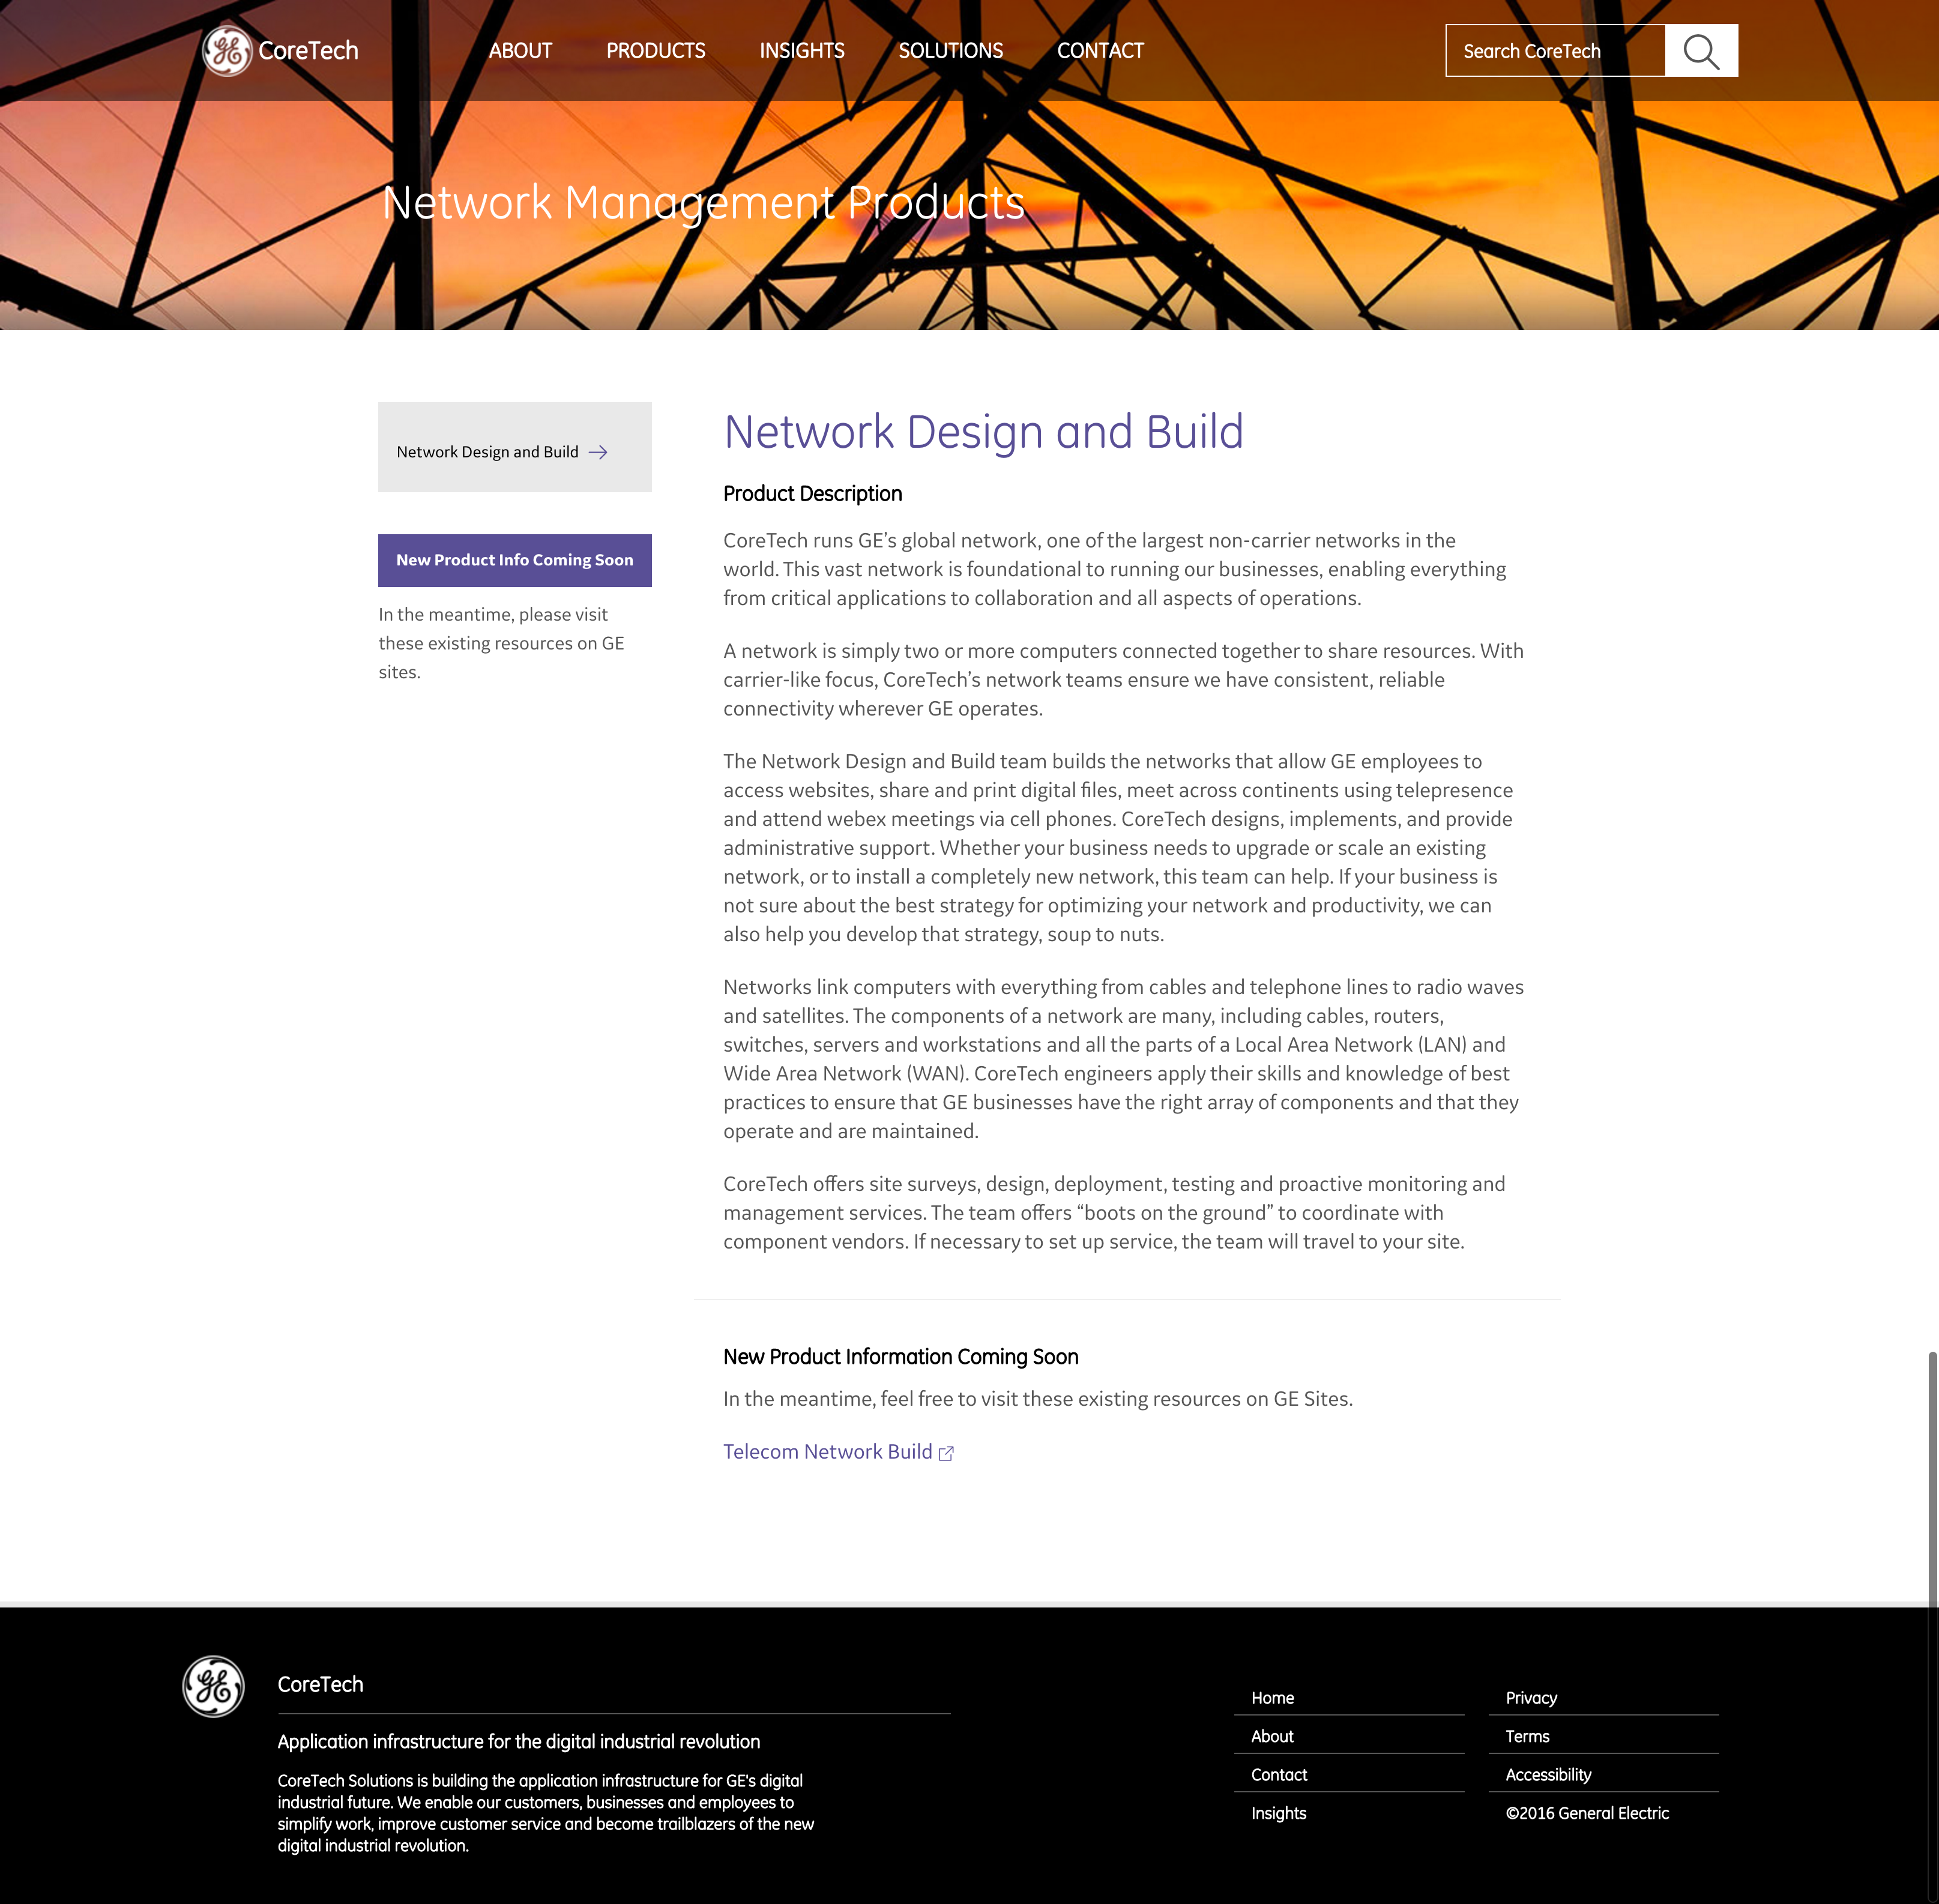 GE CoreTech
ABOUT
PRODUCTS
INSIGHTS
SOLUTIONS
CONTACT
Search CoreTech
Network Management Products
Network Design and Build
New Product Info Coming Soon
In the meantime, please visit
these existing resources on GE
sites.
Network Design and Build
Product Description
CoreTech runs GE’s global network, one of the largest non-carrier networks in the
world. This vast network is foundational to running our businesses, enabling everything
from critical applications to collaboration and all aspects of operations.
A network is simply two or more computers connected together to share resources. With
carrier-like focus, CoreTech’s network teams ensure we have consistent, reliable
connectivity wherever GE operates.
The Network Design and Build team builds the networks that allow GE employees to
access websites, share and print digital files, meet across continents using telepresence
and attend webex meetings via cell phones. CoreTech designs, implements, and provide
administrative support. Whether your business needs to upgrade or scale an existing
network, or to install a completely new network, this team can help. If your business is
not sure about the best strategy for optimizing your network and productivity, we can
also help you develop that strategy, soup to nuts.
Networks link computers with everything from cables and telephone lines to radio waves
and satellites. The components of a network are many, including cables, routers,
switches, servers and workstations and all the parts of a Local Area Network (LAN) and
Wide Area Network (WAN). CoreTech engineers apply their skills and knowledge of best
practices to ensure that GE businesses have the right array of components and that they
operate and are maintained.
CoreTech offers site surveys, design, deployment, testing and proactive monitoring and
management services. The team offers “boots on the ground” to coordinate with
component vendors. If necessary to set up service, the team will travel to your site.
New Product Information Coming Soon
In the meantime, feel free to visit these existing resources on GE Sites.
Telecom Network Build
GE
CoreTech
Application infrastructure for the digital industrial revolution
CoreTech Solutions is building the application infrastructure for GE's digital
industrial future. We enable our customers, businesses and employees to
simplify work, improve customer service and become trailblazers of the new
digital industrial revolution.
Home
About
Contact
Insights
Privacy
Terms
Accessibility
©2016 General Electric